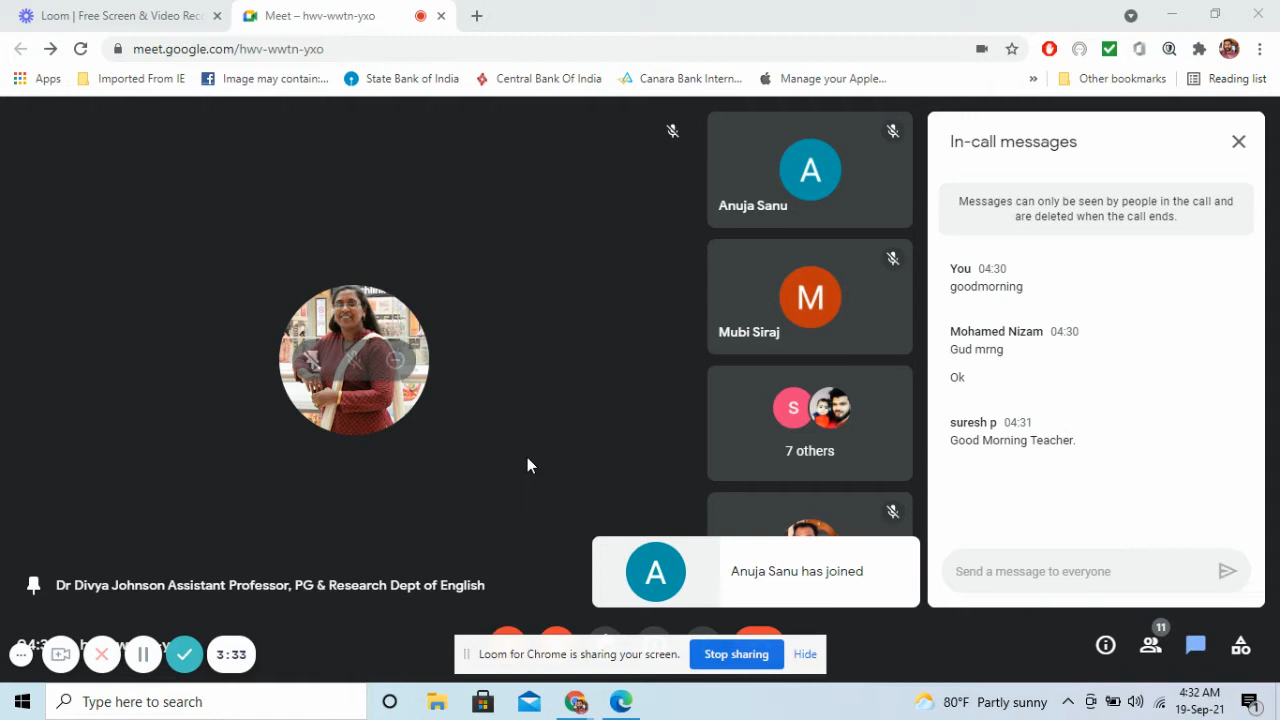 Loom | Free Screen & Video Rec
Meet – hwv-wwtn-yxo
meet.google.com/hwv-wwtn-yxo
Apps
Imported From IE
Image may contain:...
State Bank of India
Central Bank Of India
Canara Bank Intern...
Manage your Apple...
»
Other bookmarks
Reading list
A
Anuja Sanu
M
Mubi Siraj
S
7 others
In-call messages
Messages can only be seen by people in the call and
are deleted when the call ends.
You 04:30
goodmorning
Mohamed Nizam 04:30
Gud mrng
Ok
suresh p 04:31
Good Morning Teacher.
Send a message to everyone
A
Anuja Sanu has joined
Dr Divya Johnson Assistant Professor, PG & Research Dept of English
3:33
Loom for Chrome is sharing your screen.
Stop sharing
Hide
11
Type here to search
80°F Partly sunny
4:32 AM
19-Sep-21
1